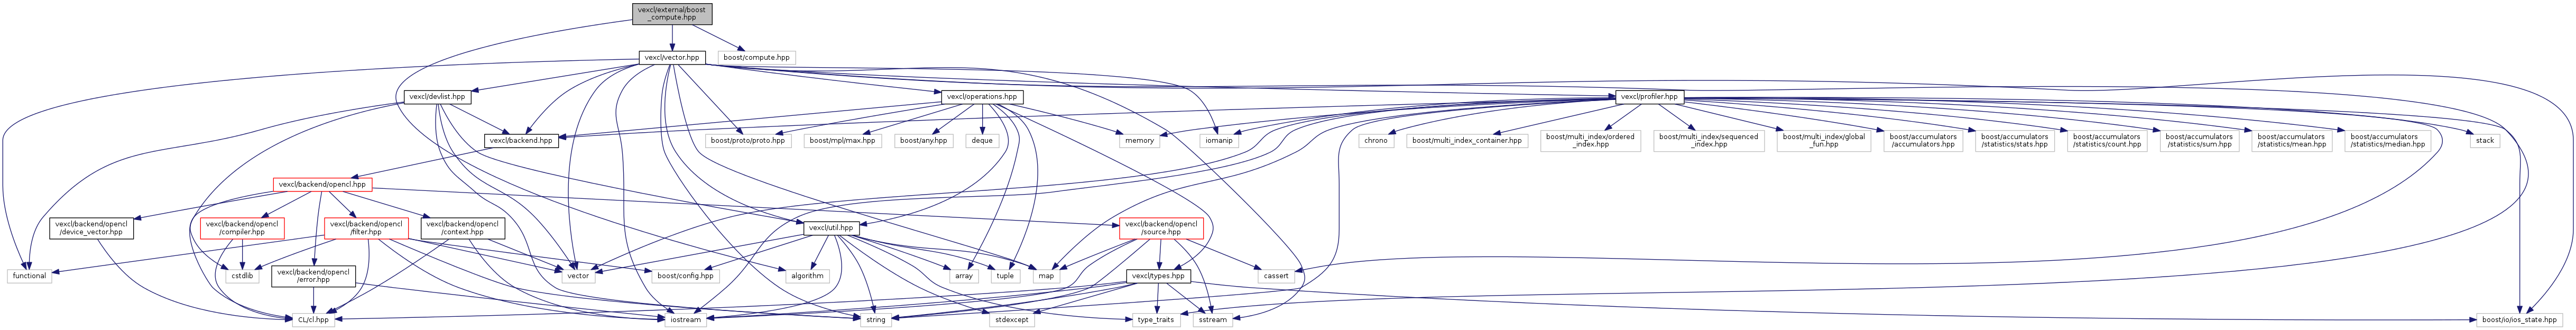 vexcl/external/boost
_compute.hpp
vexcl/vector.hpp
boost/compute.hpp
vexcl/devlist.hpp
vexcl/operations.hpp
vexcl/profiler.hpp
vexcl/backend.hpp
boost/proto/proto.hpp
boost/mpl/max.hpp
boost/any.hpp
deque
memory
iomanip
chrono
boost/multi_index_container.hpp
boost/multi_index/ordered
_index.hpp
boost/multi_index/sequenced
_index.hpp
boost/multi_index/global
_fun.hpp
boost/accumulators
/accumulators.hpp
boost/accumulators
/statistics/stats.hpp
boost/accumulators
/statistics/count.hpp
boost/accumulators
/statistics/sum.hpp
boost/accumulators
/statistics/mean.hpp
boost/accumulators
/statistics/median.hpp
stack
vexcl/backend/opencl.hpp
vexcl/backend/opencl
/device_vector.hpp
vexcl/backend/opencl
/compiler.hpp
vexcl/backend/opencl
/filter.hpp
vexcl/backend/opencl
/context.hpp
vexcl/util.hpp
vexcl/backend/opencl
/source.hpp
functional
cstdlib
vexcl/backend/opencl
/error.hpp
vector
boost/config.hpp
algorithm
array
tuple
map
vexcl/types.hpp
cassert
CL/cl.hpp
iostream
string
stdexcept
type_traits
sstream
boost/io/ios_state.hpp